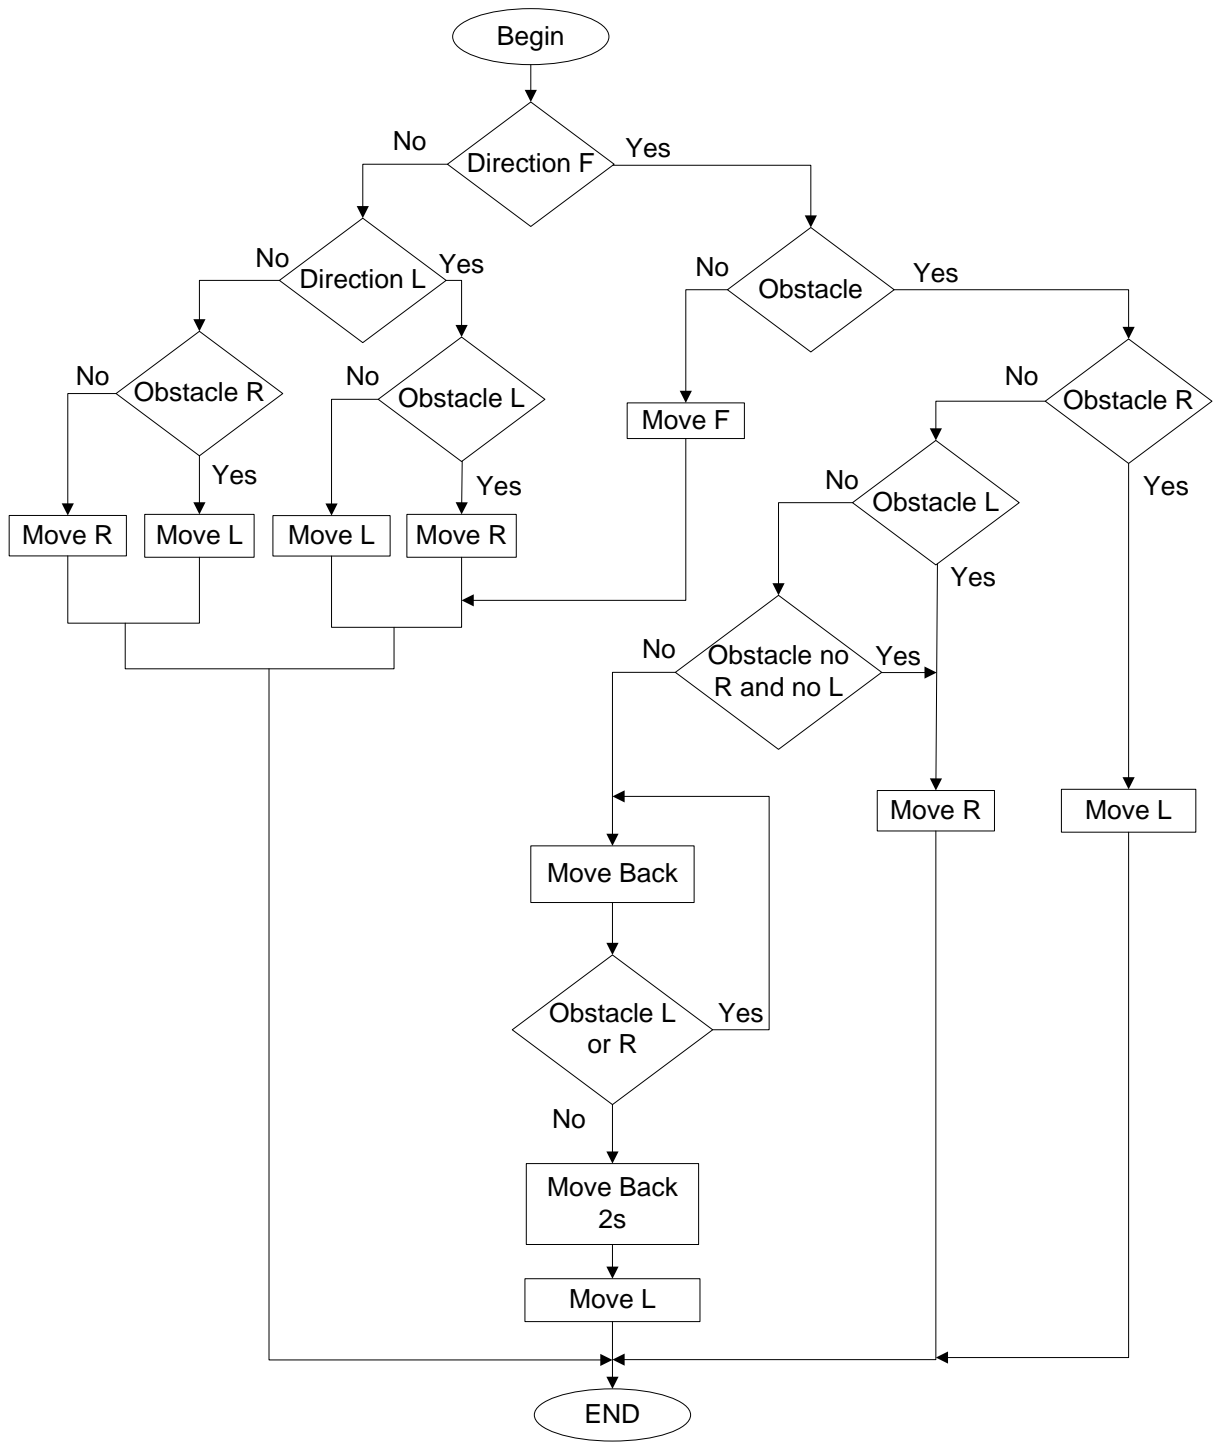 Begin
No
Yes
Direction F
No
Yes
Direction L
No
Yes
Obstacle
No
No
No
Obstacle R
Obstacle L
Obstacle R
Move F
Yes
Yes
No
Yes
Obstacle L
Move R
Move L
Move L
Move R
Yes
No
Yes
Obstacle no
R and no L
Move R
Move L
Move Back
Obstacle L
or R
Yes
No
Move Back
2s
Move L
END